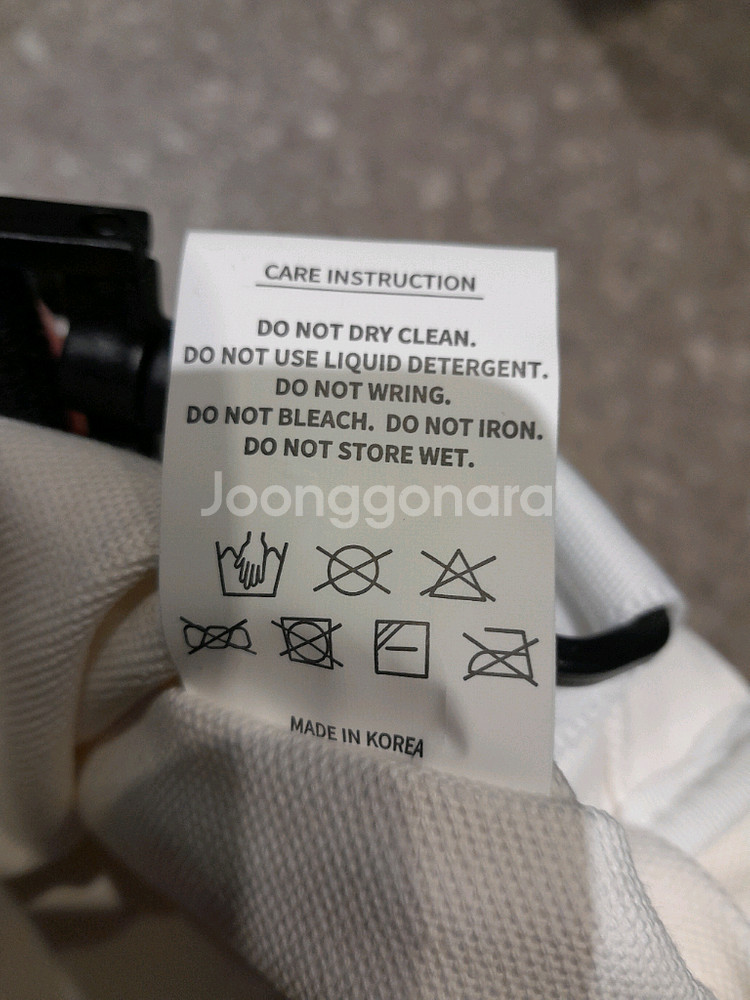 CARE INSTRUCTION
DO NOT DRY CLEAN.
DO NOT USE LIQUID DETERGENT.
DO NOT WRING.
DO NOT BLEACH. DO NOT IRON.
DO NOT STORE WET.
Joonggonara
MADE IN KOREA